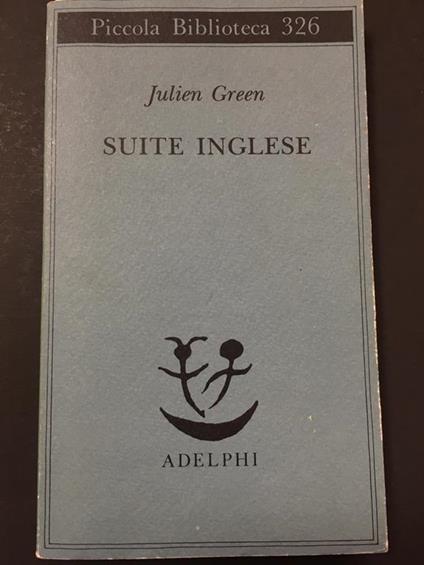 Piccola Biblioteca 326
Julien Green
SUITE INGLESE
ADELPHI